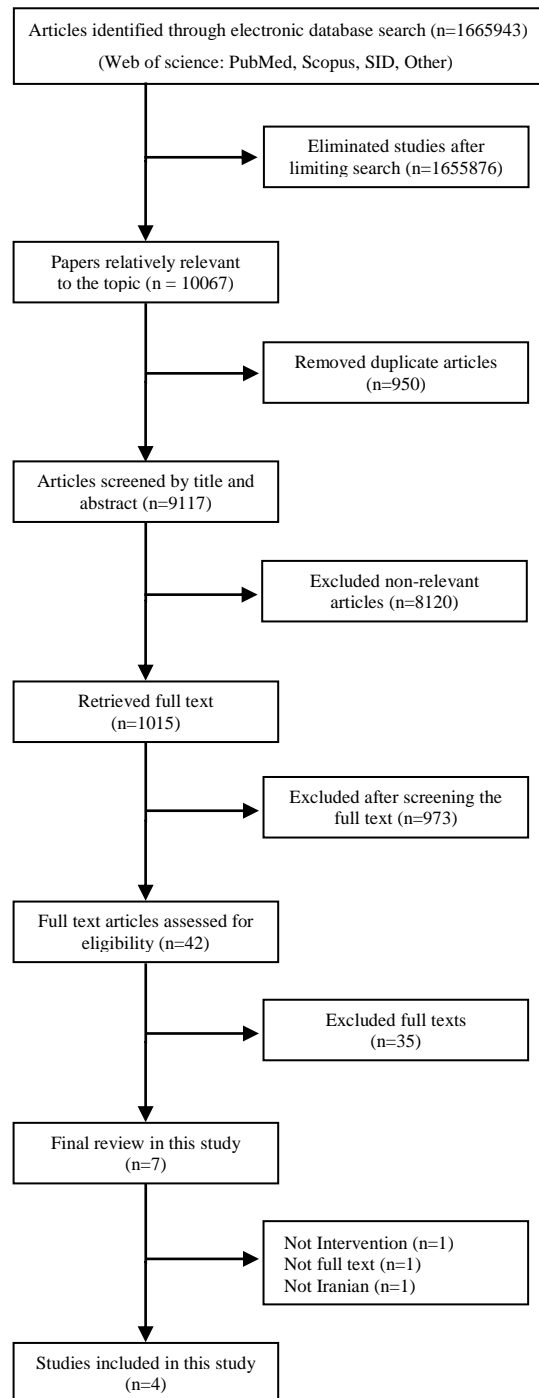 Articles identified through electronic database search (n=1665943)
(Web of science: PubMed, Scopus, SID, Other)
Eliminated studies after
limiting search (n=1655876)
Papers relatively relevant
to the topic (n = 10067)
Removed duplicate articles
(n=950)
Articles screened by title and
abstract (n=9117)
Excluded non-relevant
articles (n=8120)
Retrieved full text
(n=1015)
Excluded after screening the
full text (n=973)
Full text articles assessed for
eligibility (n=42)
Excluded full texts
(n=35)
Final review in this study
(n=7)
Not Intervention (n=1)
Not full text (n=1)
Not Iranian (n=1)
Studies included in this study
(n=4)